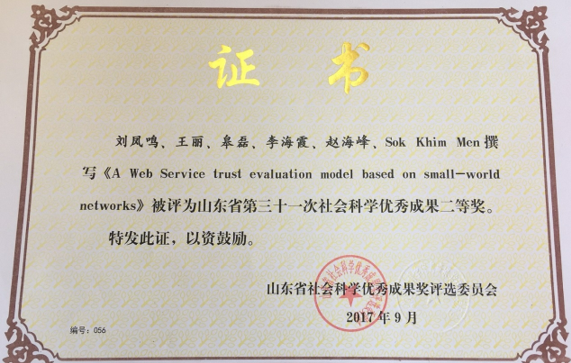 证 书
刘凤鸣、王丽、皋磊、李海霞、赵海峰、Sok Khim Men 撰
写《A Web Service trust evaluation model based on small-world
networks》被评为山东省第三十一次社会科学优秀成果二等奖。
特发此证，以资鼓励。
山东省社会科学优秀成果奖评选委员会
2017 年 9 月
编号：056